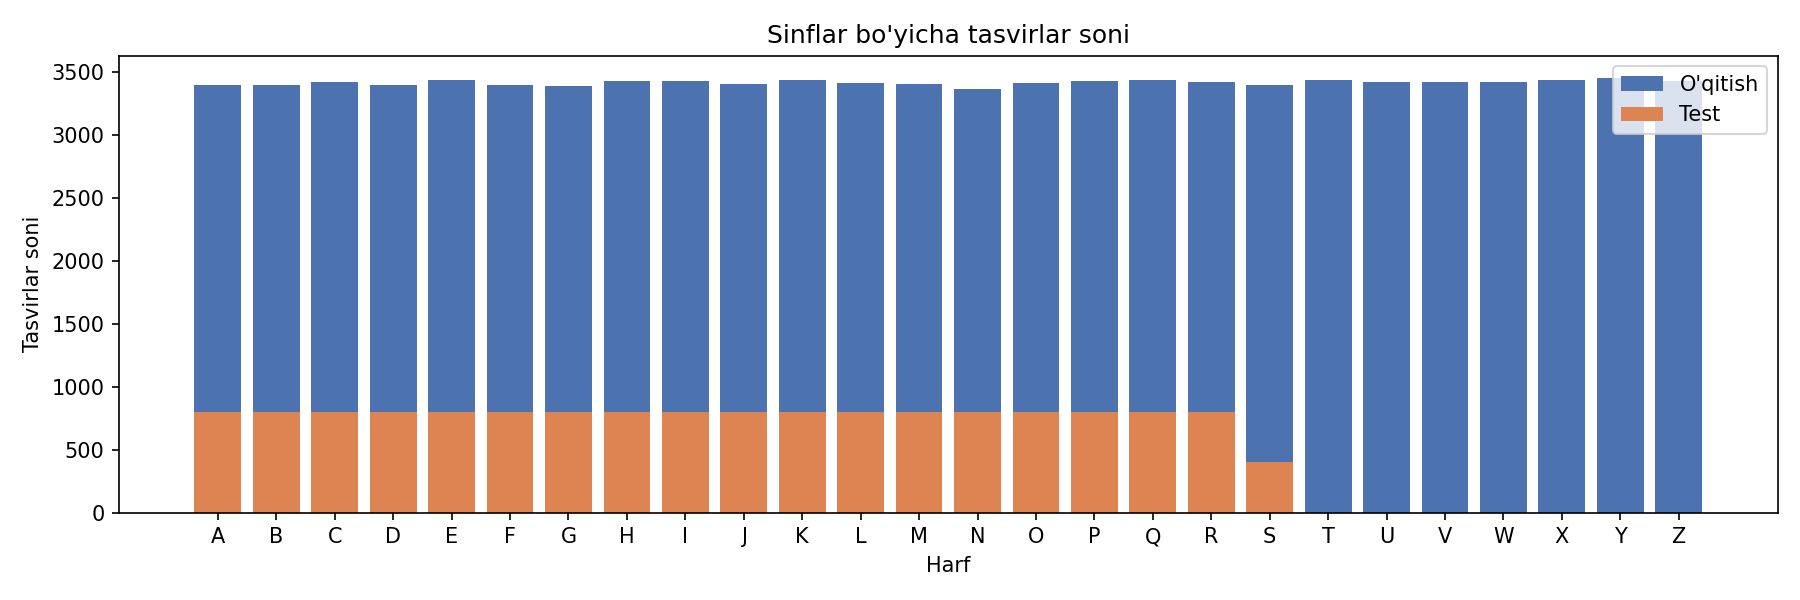 Sinflar bo'yicha tasvirlar soni
3500
3000
2500
2000
1500
1000
500
0
Tasvirlar soni
O'qitish
Test
A B C D E F G H I J K L M N O P Q R S T U V W X Y Z
Harf